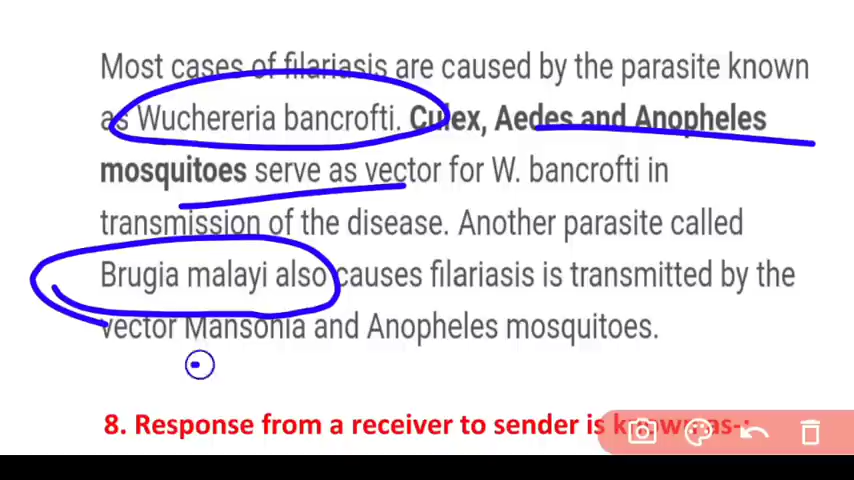 Most cases of filariasis are caused by the parasite known
as Wuchereria bancrofti. Culex, Aedes and Anopheles
mosquitoes serve as vector for W. bancrofti in
transmission of the disease. Another parasite called
Brugia malayi also causes filariasis is transmitted by the
vector Mansonia and Anopheles mosquitoes.
8. Response from a receiver to sender is known as-: